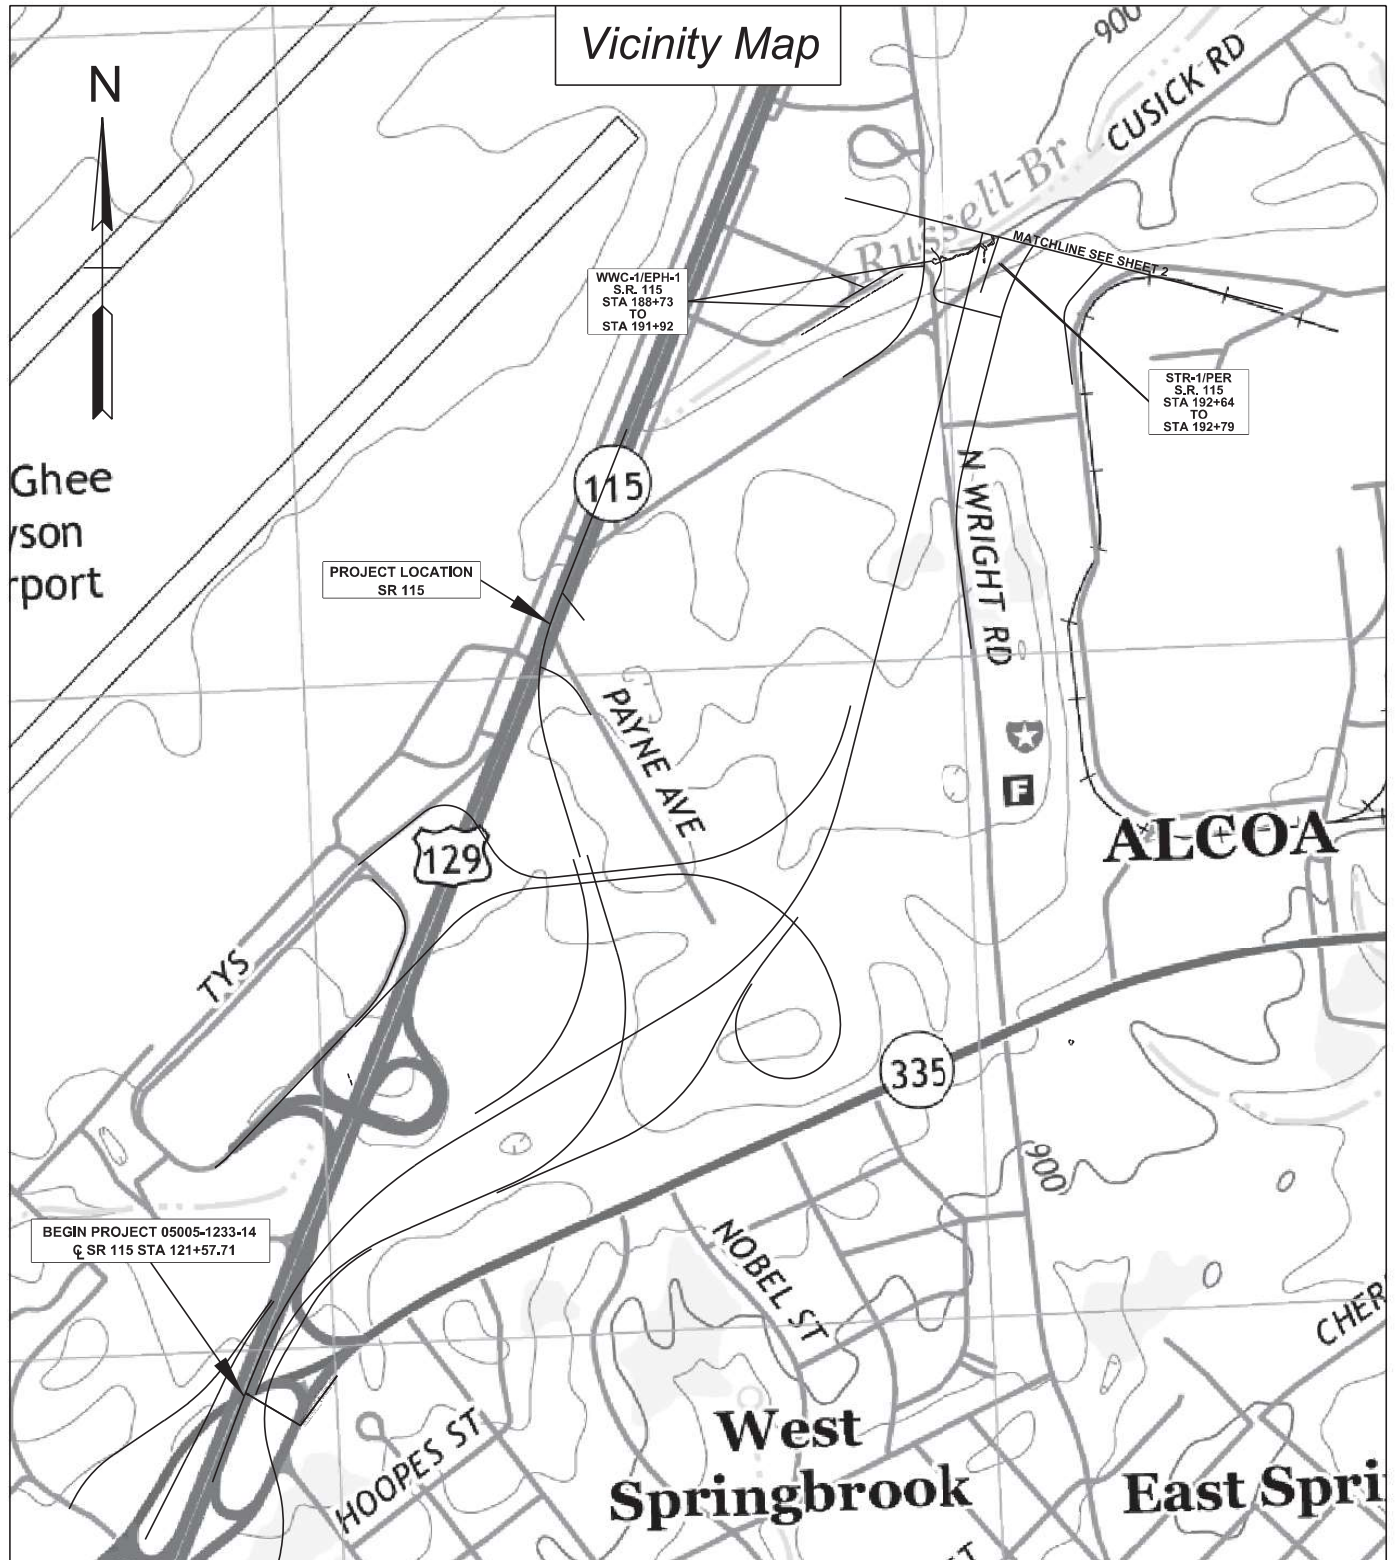 Vicinity Map
N
900
CUSICK RD
Russell Br
MATCHLINE SEE SHEET 2
WWC-1/EPH-1
S.R. 115
STA 188+73
TO
STA 191+92
STR-1/PER
S.R. 115
STA 192+64
TO
STA 192+79
115
Ghee
yson
rport
N WRIGHT RD
PROJECT LOCATION
SR 115
PAYNE AVE
F
ALCOA
129
TYS
335
900
BEGIN PROJECT 05005-1233-14
℄ SR 115 STA 121+57.71
NOBEL ST
CHER
HOOPES ST
West
Springbrook
East Spri
ST